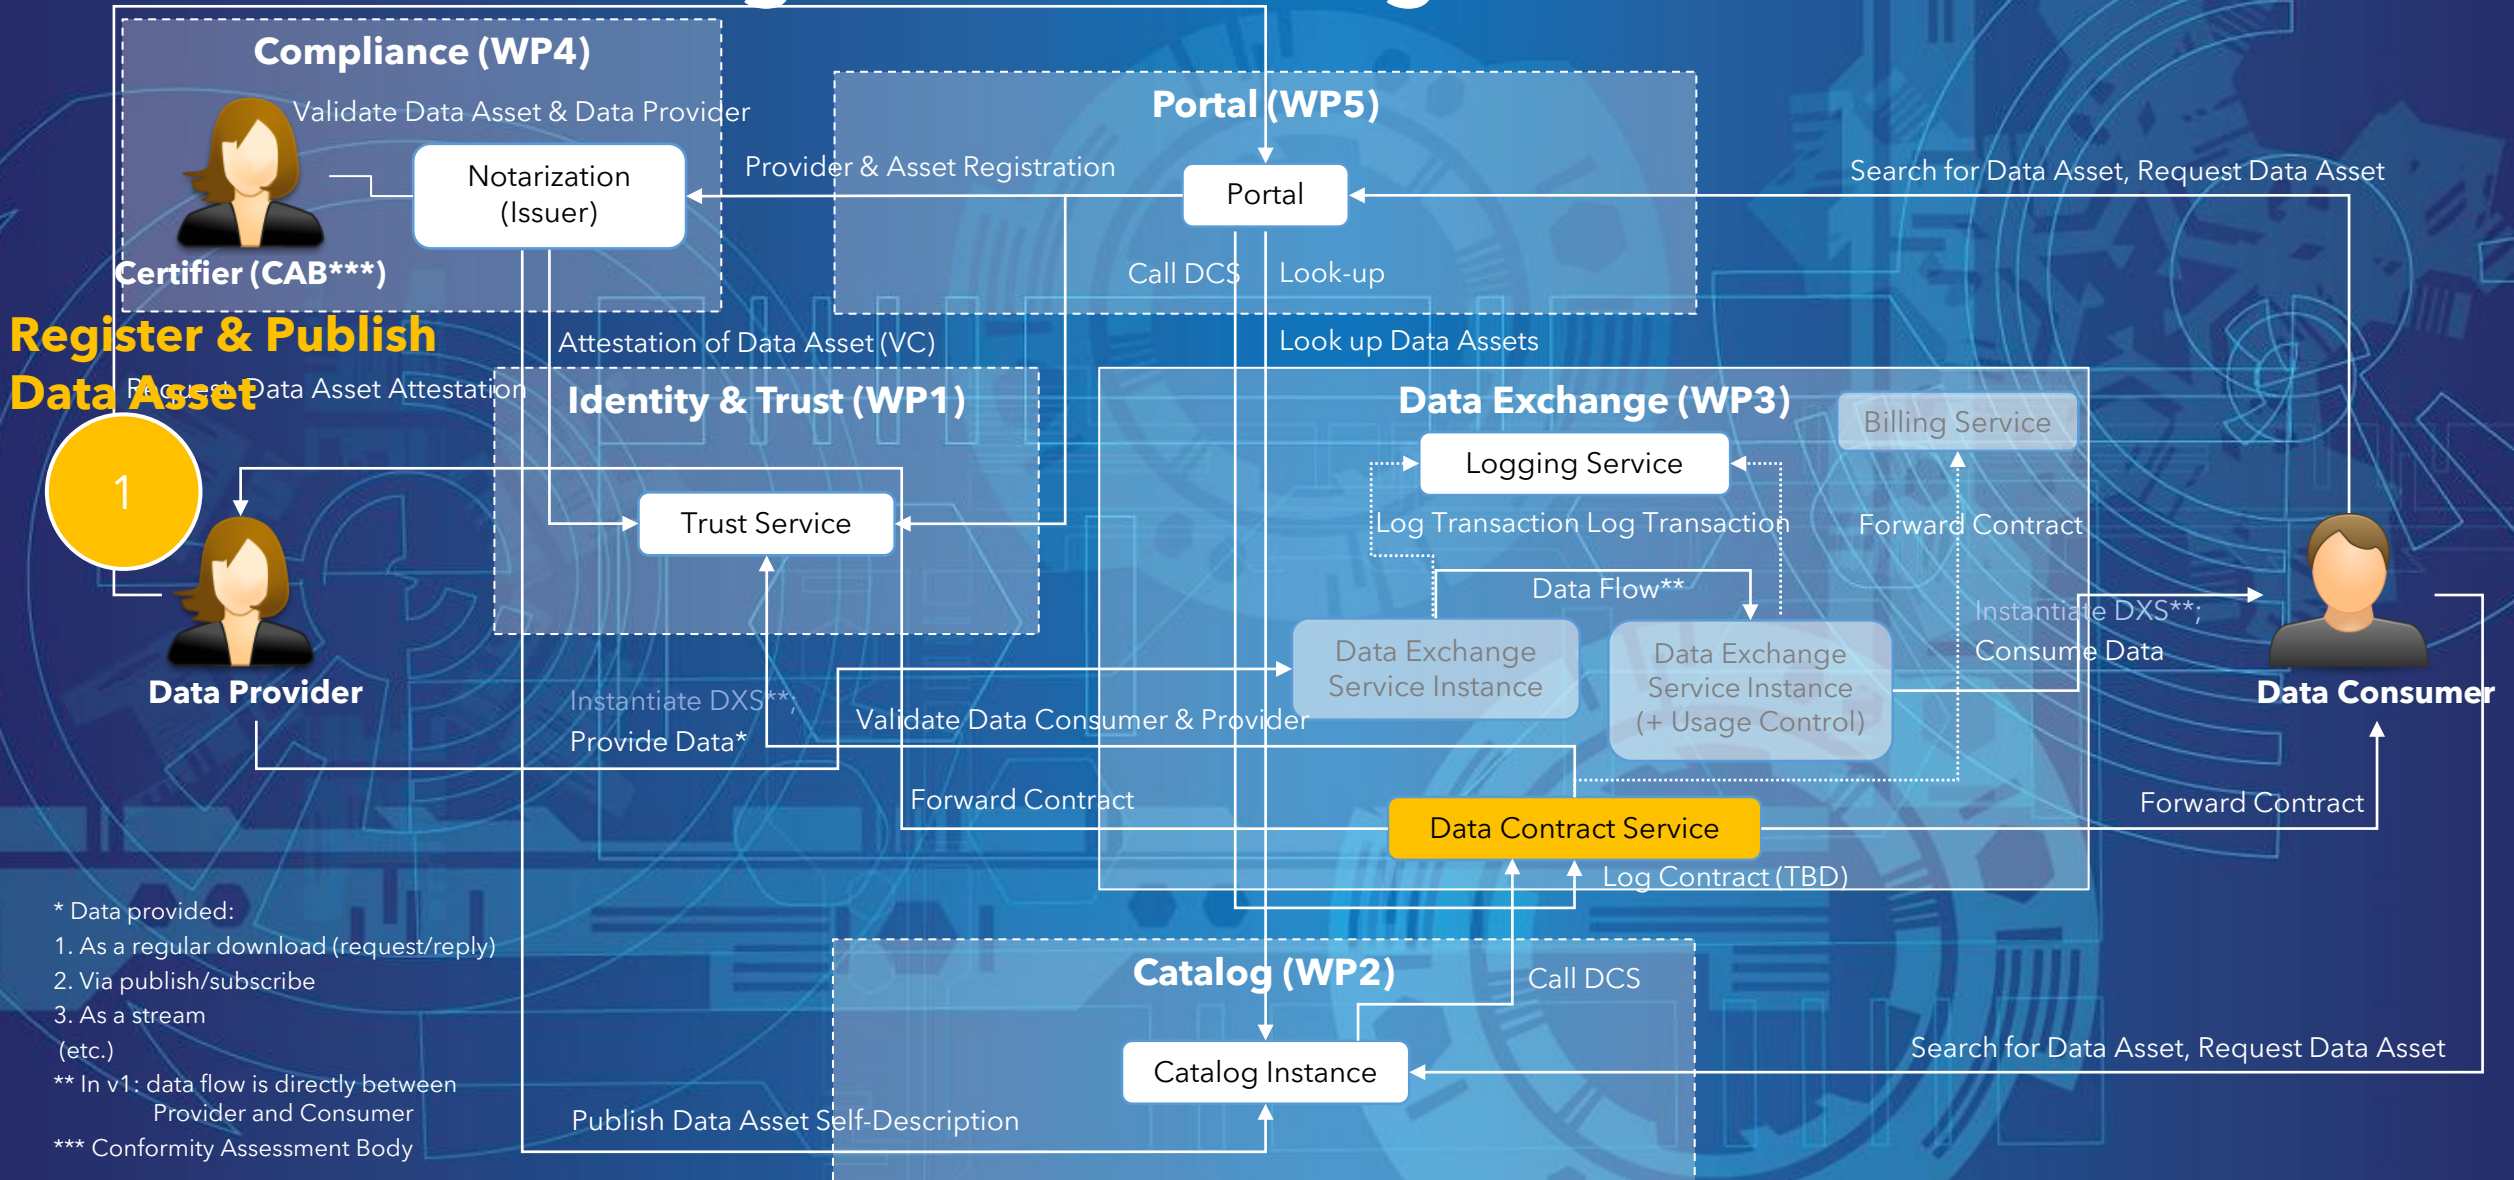 Compliance (WP4)
Validate Data Asset & Data Provider
Notarization
(Issuer)
Certifier (CAB***)
Portal (WP5)
Provider & Asset Registration
Portal
Search for Data Asset, Request Data Asset
Call DCS
Look-up
Register & Publish
Data Asset
Request Data Asset Attestation
1
Attestation of Data Asset (VC)
Look up Data Assets
Identity & Trust (WP1)
Trust Service
Data Exchange (WP3)
Billing Service
Logging Service
Log Transaction
Log Transaction
Forward Contract
Data Flow**
Data Exchange
Service Instance
Data Exchange
Service Instance
(+ Usage Control)
Instantiate DXS**;
Consume Data
Data Provider
Data Consumer
Instantiate DXS**;
Provide Data*
Validate Data Consumer & Provider
Forward Contract
Data Contract Service
Forward Contract
Log Contract (TBD)
* Data provided:
1. As a regular download (request/reply)
2. Via publish/subscribe
3. As a stream
(etc.)
** In v1: data flow is directly between
Provider and Consumer
*** Conformity Assessment Body
Catalog (WP2)
Call DCS
Catalog Instance
Search for Data Asset, Request Data Asset
Publish Data Asset Self-Description